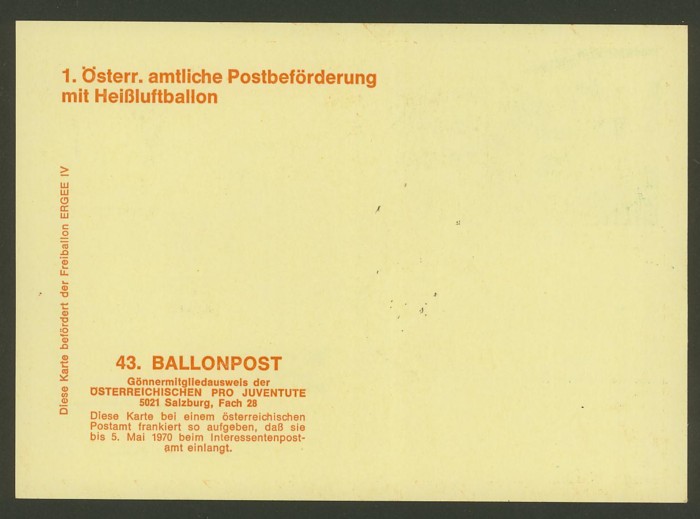 1. Österr. amtliche Postbeförderung
mit Heißluftballon
Diese Karte befördert der Freiballon ERGEE IV
43. BALLONPOST
Gönnermitgliedausweis der
ÖSTERREICHISCHEN PRO JUVENTUTE
5021 Salzburg, Fach 28
Diese Karte bei einem österreichischen
Postamt frankiert so aufgeben, daß sie
bis 5. Mai 1970 beim Interessentenpost-
amt einlangt.